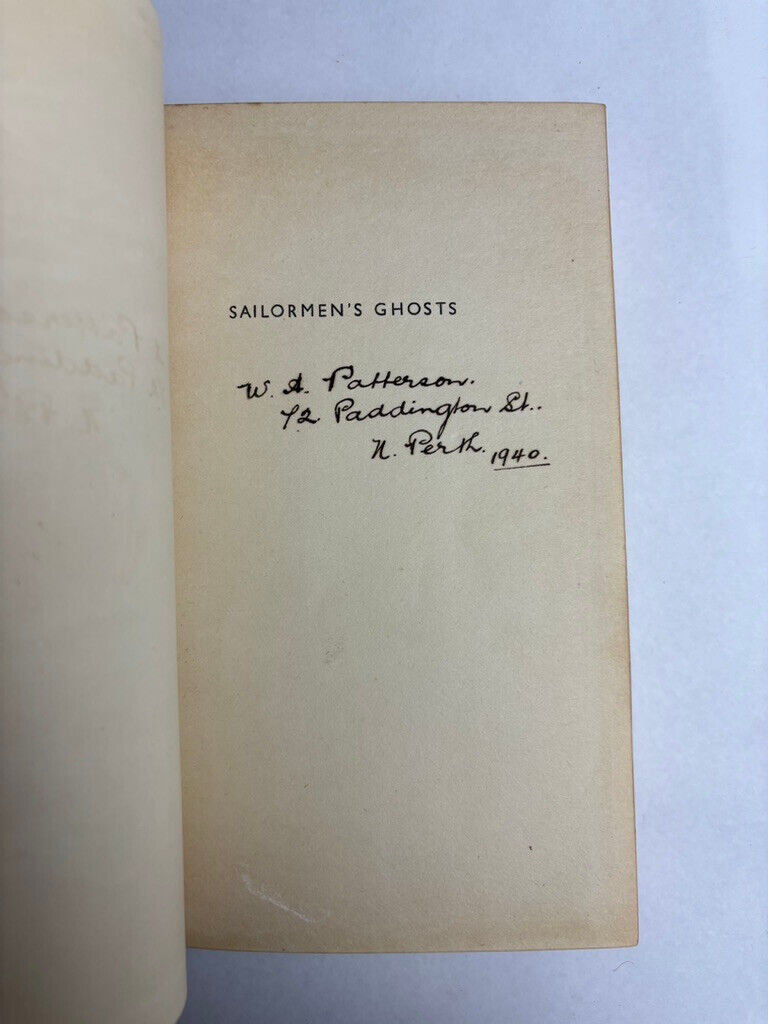 SAILORMEN'S GHOSTS
W. A. Patterson.
72 Paddington St..
N. Perth. 1940.